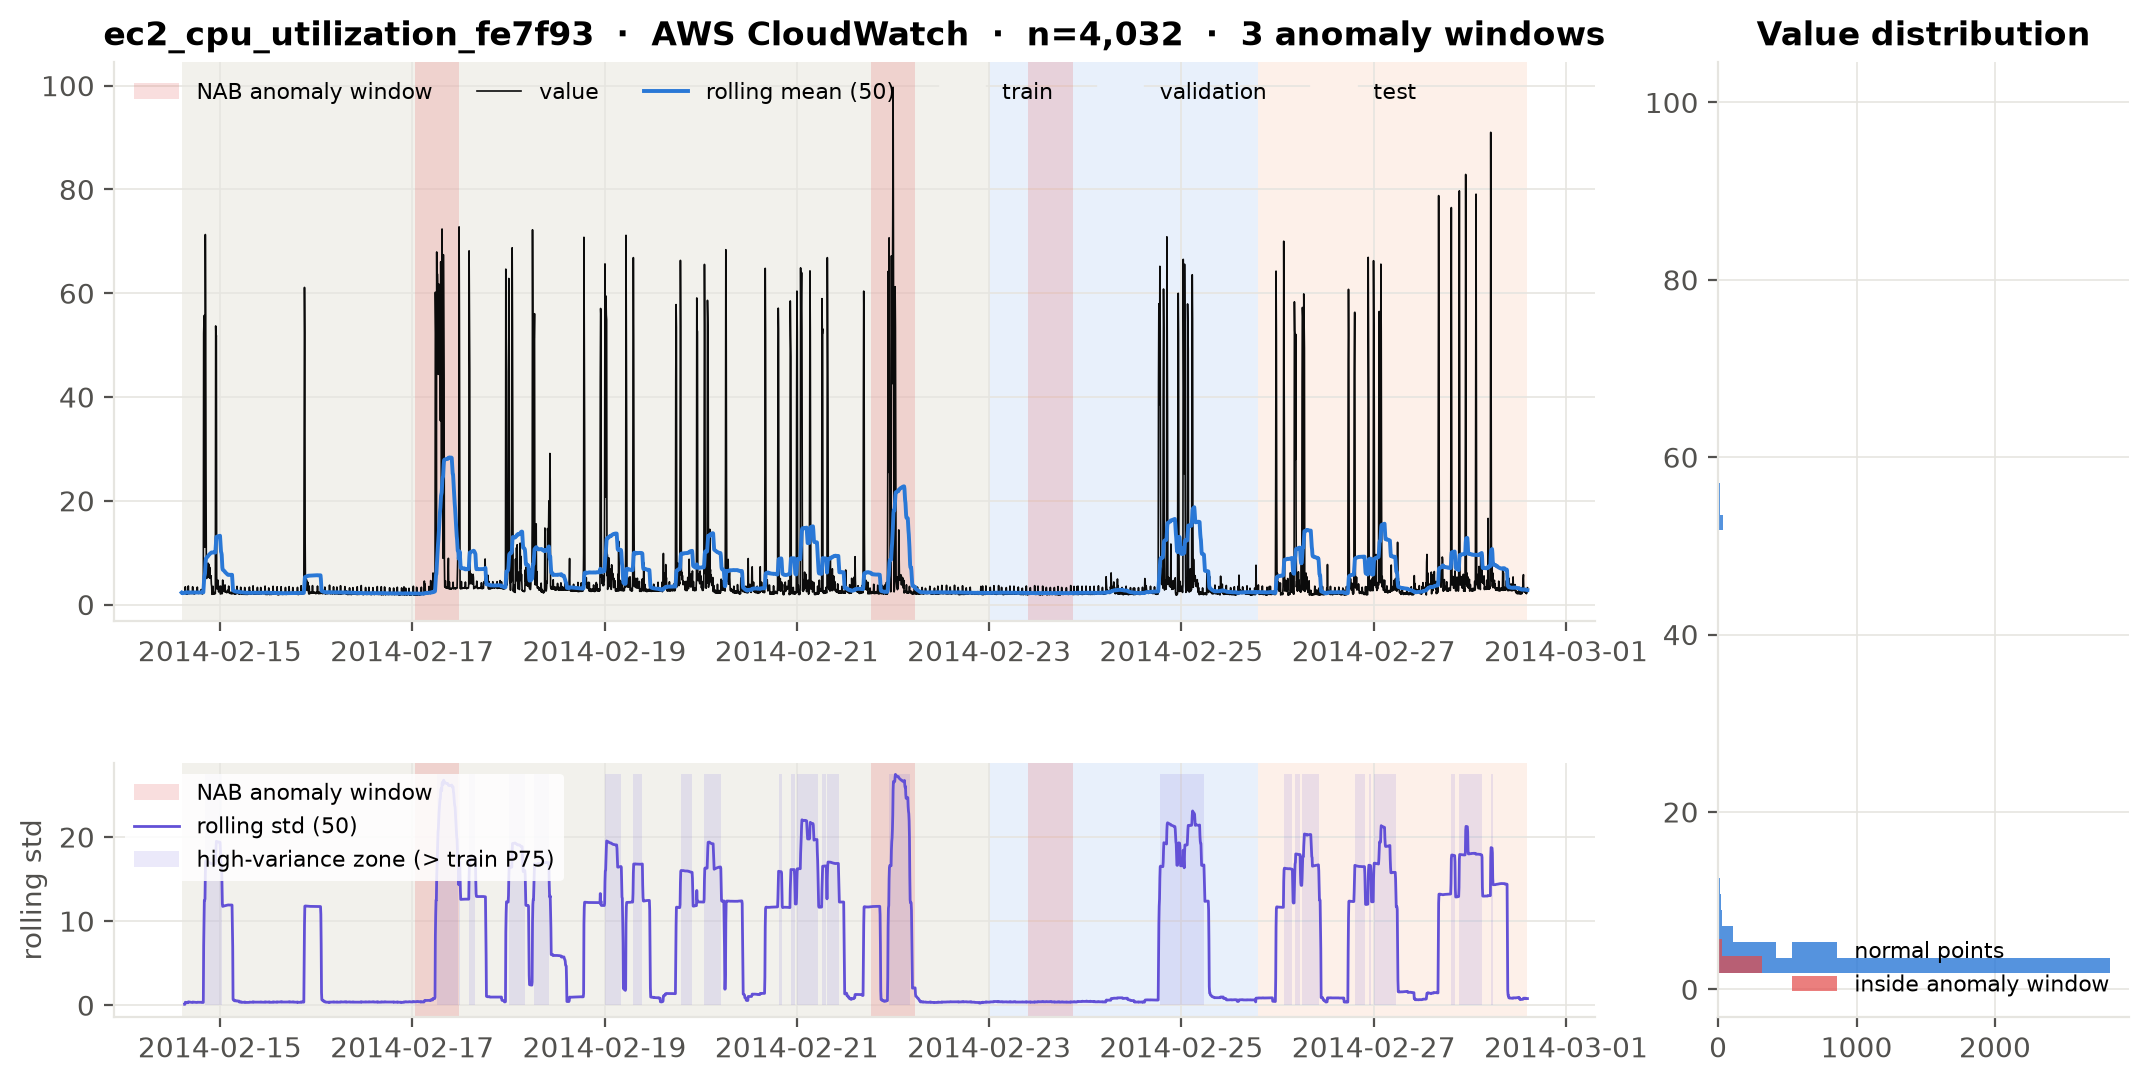 ec2_cpu_utilization_fe7f93 · AWS CloudWatch · n=4,032 · 3 anomaly windows
NAB anomaly window
value
rolling mean (50)
train
validation
test
100
80
60
40
20
0
2014-02-15
2014-02-17
2014-02-19
2014-02-21
2014-02-23
2014-02-25
2014-02-27
2014-03-01
rolling std
NAB anomaly window
rolling std (50)
high-variance zone (> train P75)
20
10
0
2014-02-15
2014-02-17
2014-02-19
2014-02-21
2014-02-23
2014-02-25
2014-02-27
2014-03-01
Value distribution
100
80
60
40
20
0
normal points
inside anomaly window
0
1000
2000